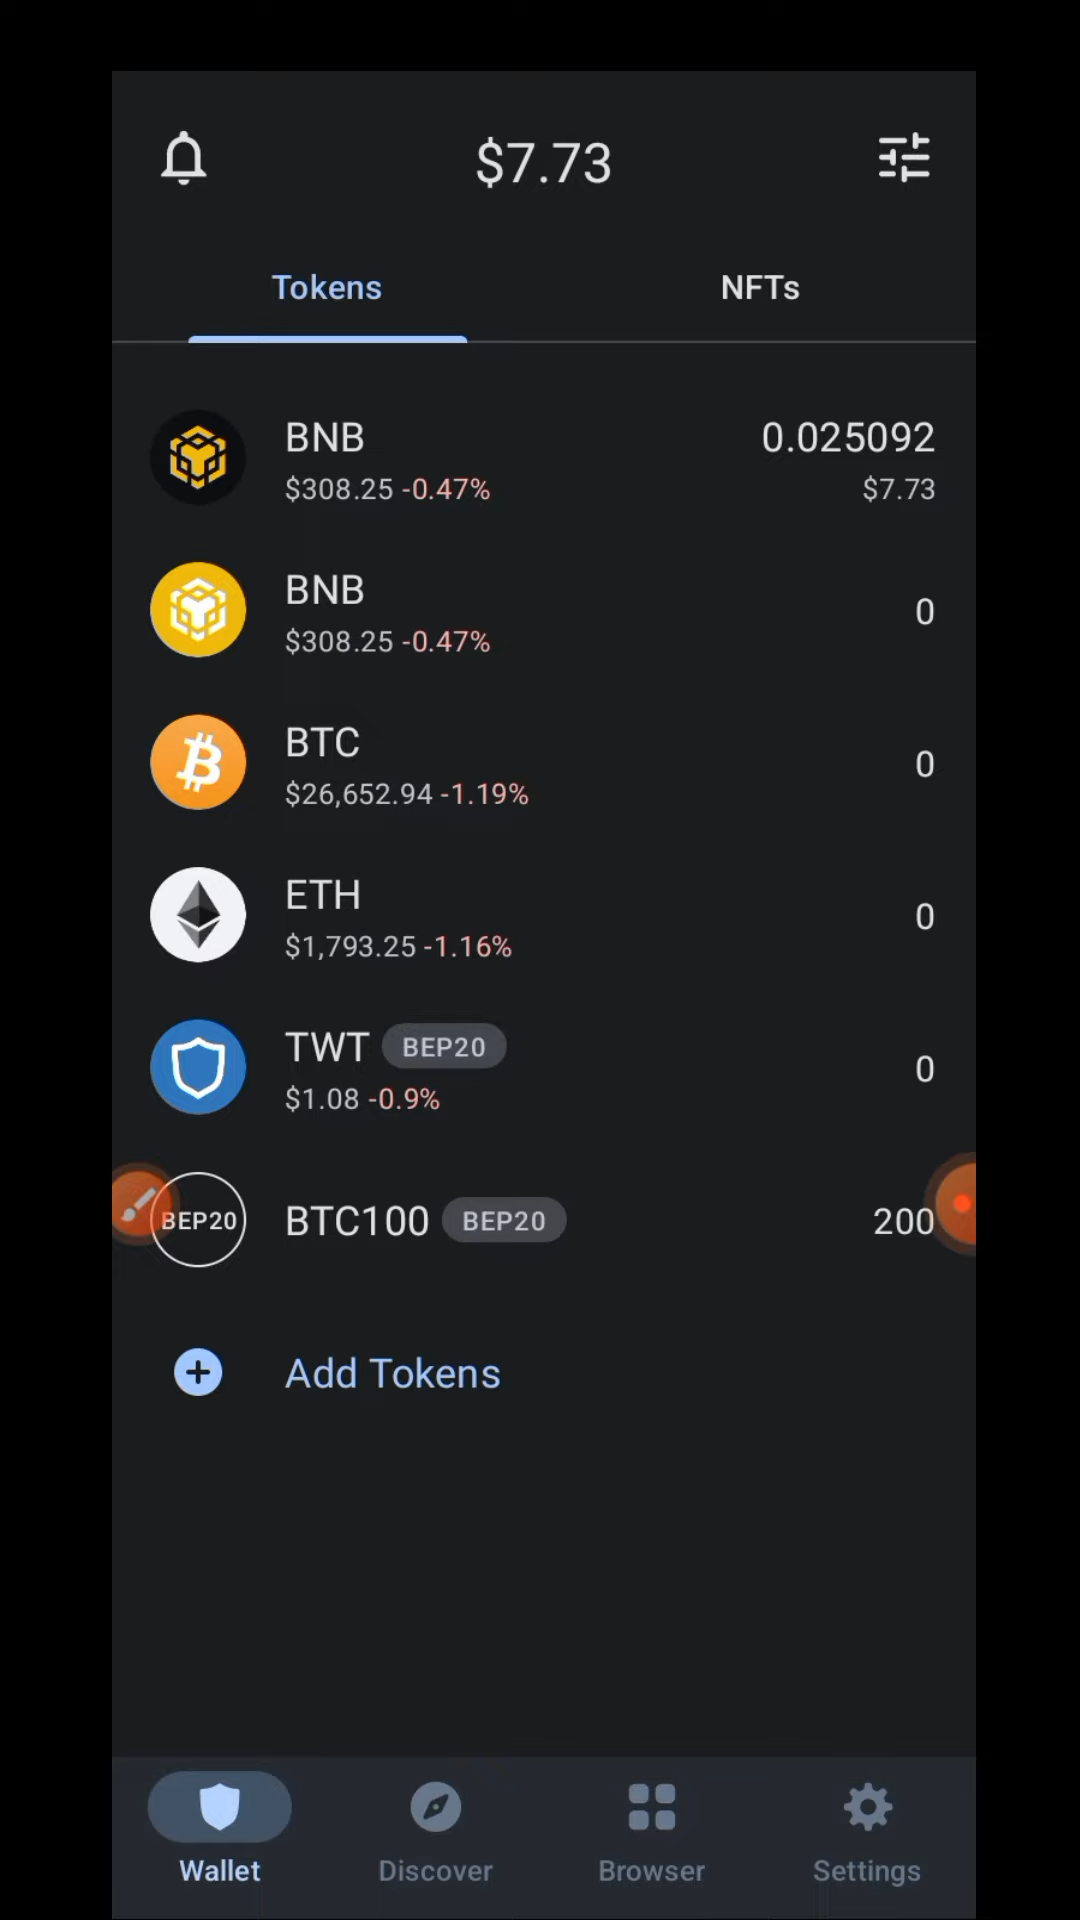 $7.73
Tokens NFTs
BNB 0.025092
$308.25 -0.47% $7.73
BNB
$308.25 -0.47% 0
BTC
$26,652.94 -1.19% 0
ETH
$1,793.25 -1.16% 0
TWT BEP20
$1.08 -0.9% 0
BEP20 BTC100 BEP20 200
Add Tokens
Wallet Discover Browser Settings